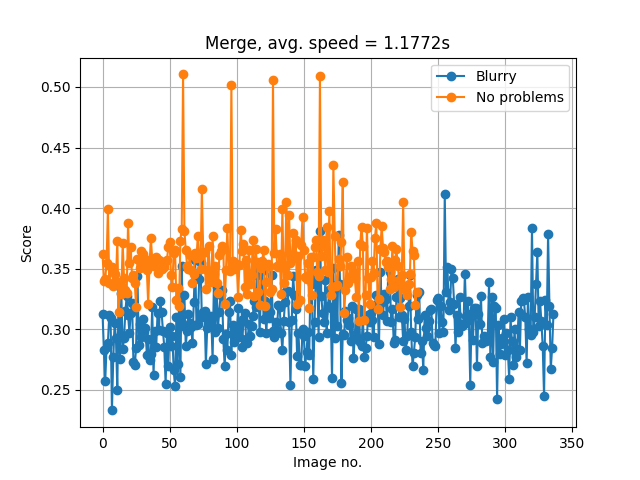 Merge, avg. speed = 1.1772s
Blurry
No problems
0.50
0.45
0.40
0.35
0.30
0.25
Score
0 50 100 150 200 250 300 350
Image no.